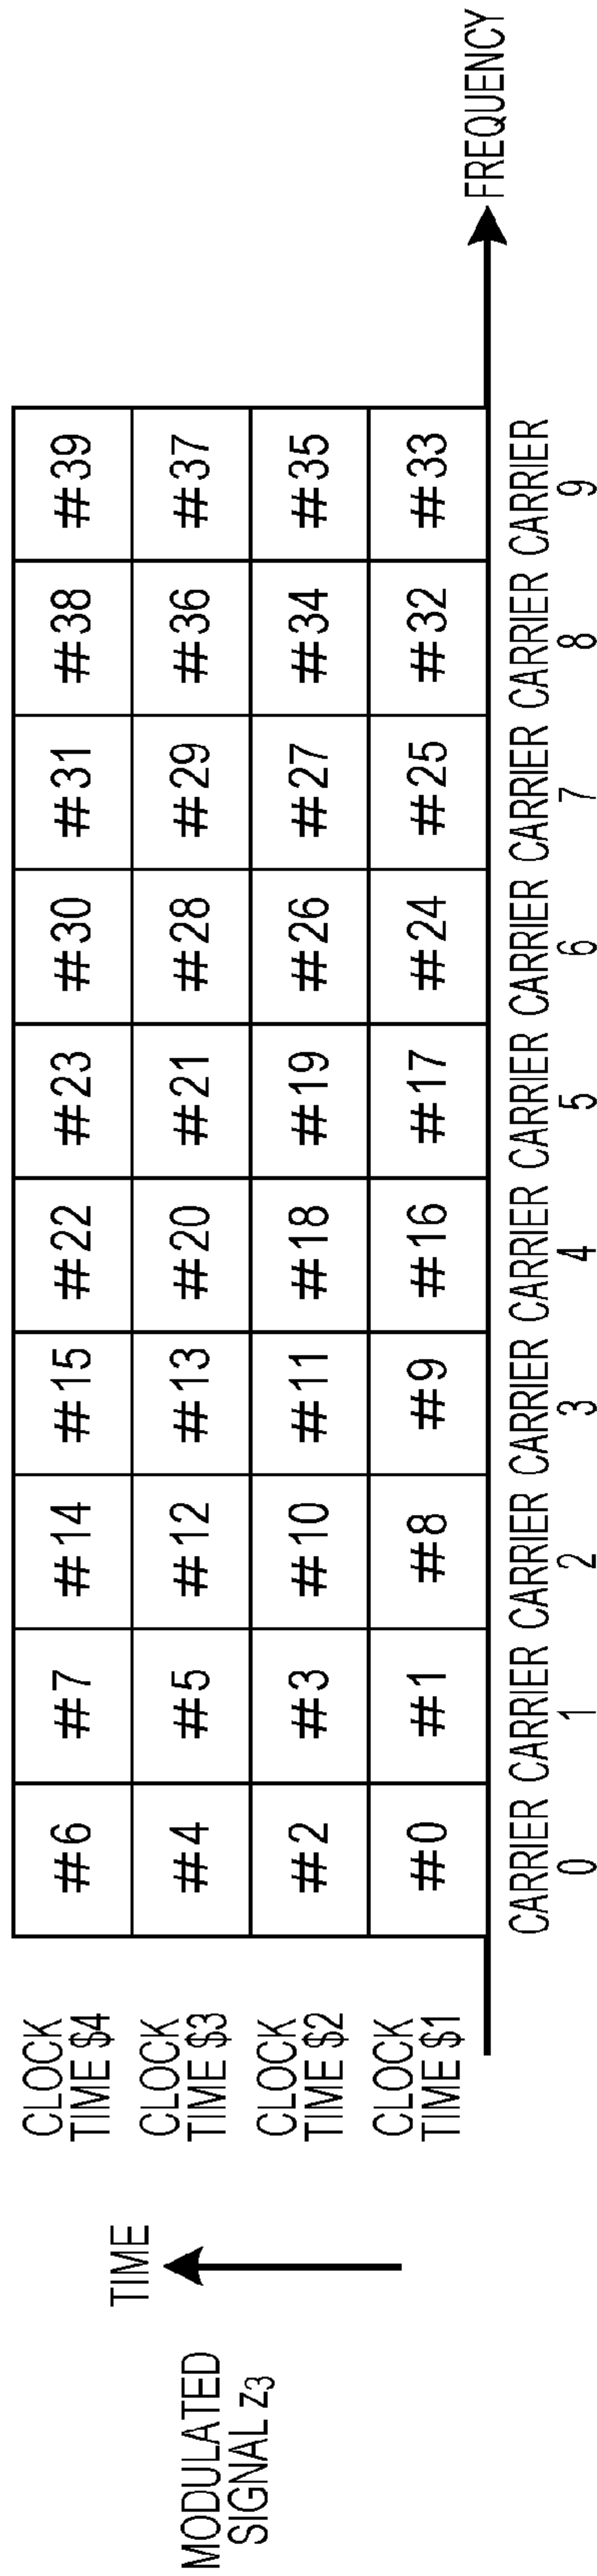 MODULATED
SIGNAL z3
TIME
CLOCK
TIME $4
#6 #7 #14 #15 #22 #23 #30 #31 #38 #39
CLOCK
TIME $3
#4 #5 #12 #13 #20 #21 #28 #29 #36 #37
CLOCK
TIME $2
#2 #3 #10 #11 #18 #19 #26 #27 #34 #35
CLOCK
TIME $1
#0 #1 #8 #9 #16 #17 #24 #25 #32 #33
FREQUENCY
CARRIER CARRIER CARRIER CARRIER CARRIER CARRIER CARRIER CARRIER CARRIER CARRIER
0 1 2 3 4 5 6 7 8 9